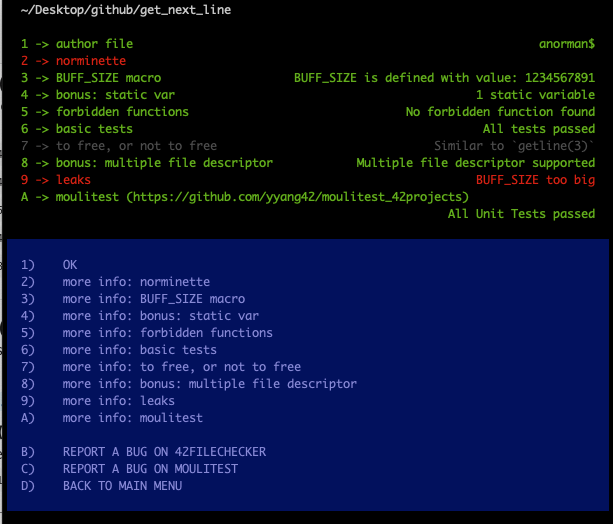 ~/Desktop/github/get_next_line
1 -> author file anorman$
2 -> norminette
3 -> BUFF_SIZE macro BUFF_SIZE is defined with value: 1234567891
4 -> bonus: static var 1 static variable
5 -> forbidden functions No forbidden function found
6 -> basic tests All tests passed
7 -> to free, or not to free Similar to `getline(3)`
8 -> bonus: multiple file descriptor Multiple file descriptor supported
9 -> leaks BUFF_SIZE too big
A -> moulitest (https://github.com/yyang42/moulitest_42projects)
All Unit Tests passed
1) OK
2) more info: norminette
3) more info: BUFF_SIZE macro
4) more info: bonus: static var
5) more info: forbidden functions
6) more info: basic tests
7) more info: to free, or not to free
8) more info: bonus: multiple file descriptor
9) more info: leaks
A) more info: moulitest
B) REPORT A BUG ON 42FILECHECKER
C) REPORT A BUG ON MOULITEST
D) BACK TO MAIN MENU